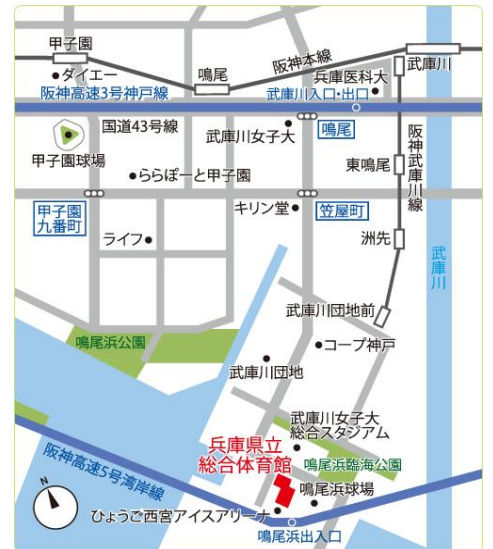 甲子園
阪神本線
武庫川
ダイエー
鳴尾
兵庫医科大
阪神高速3号神戸線
武庫川入口・出口
国道43号線
武庫川女子大
鳴尾
甲子園球場
阪神武庫川線
東鳴尾
ららぽーと甲子園
甲子園
九番町
キリン堂
笠屋町
ライフ
洲先
武庫川
武庫川団地前
鳴尾浜公園
コープ神戸
武庫川団地
武庫川女子大
総合スタジアム
兵庫県立
総合体育館
鳴尾浜臨海公園
阪神高速5号湾岸線
鳴尾浜球場
N
ひょうご西宮アイスアリーナ
鳴尾浜出入口